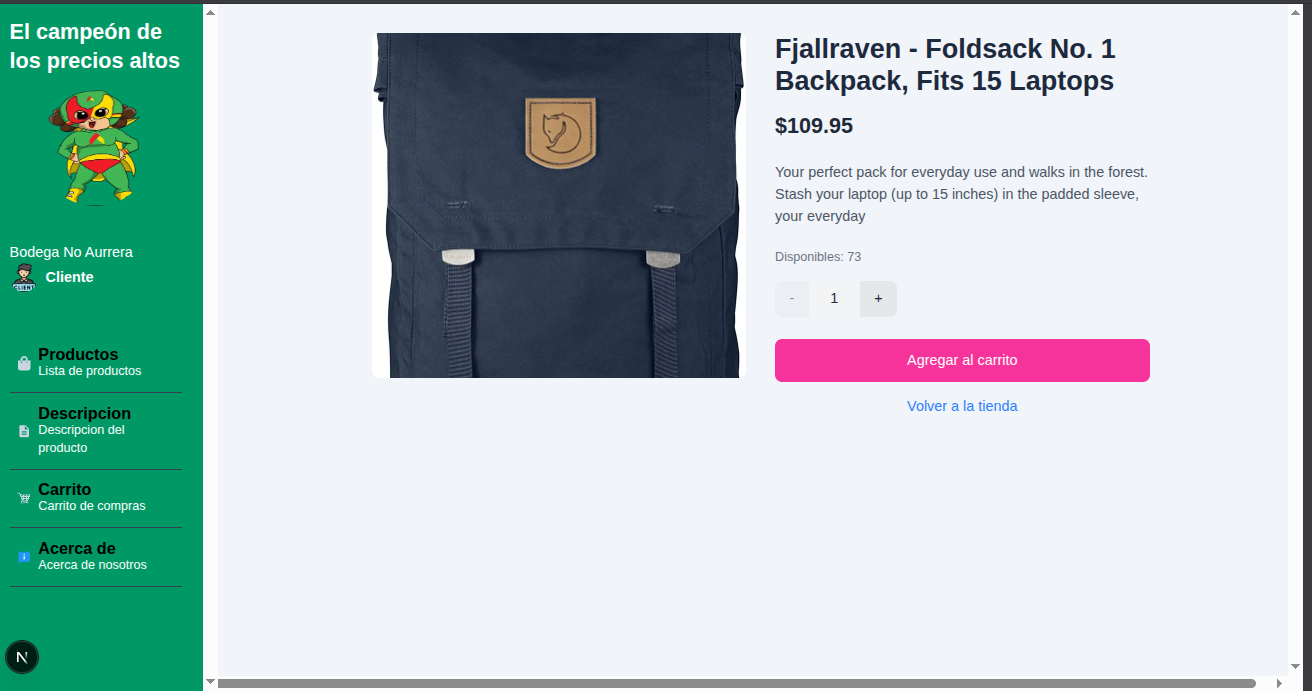 El campeón de
los precios altos
Bodega No Aurrera
CLIENT
Cliente
Productos
Lista de productos
Descripcion
Descripcion del
producto
Carrito
Carrito de compras
Acerca de
Acerca de nosotros
N
Fjallraven - Foldsack No. 1
Backpack, Fits 15 Laptops
$109.95
Your perfect pack for everyday use and walks in the forest.
Stash your laptop (up to 15 inches) in the padded sleeve,
your everyday
Disponibles: 73
- 1 +
Agregar al carrito
Volver a la tienda